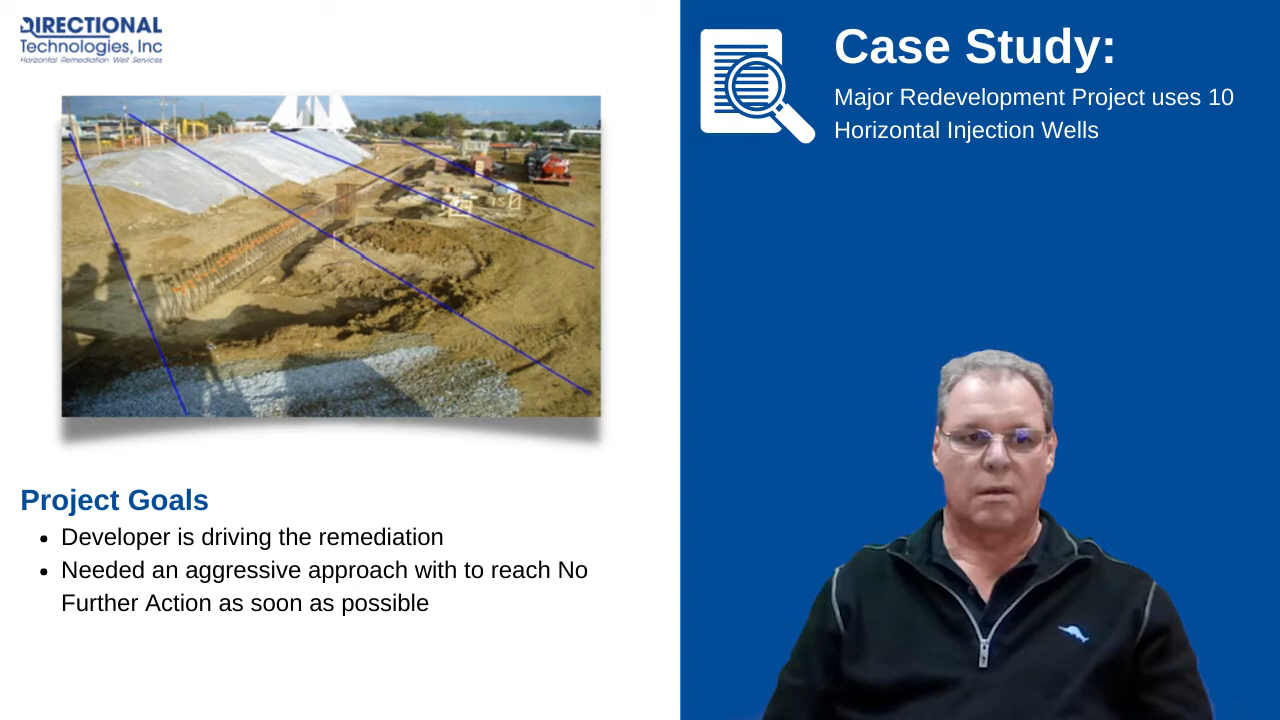 DIRECTIONAL
Technologies, Inc
Horizontal Remediation Well Services
Case Study:
Major Redevelopment Project uses 10
Horizontal Injection Wells
Project Goals
• Developer is driving the remediation
• Needed an aggressive approach with to reach No
Further Action as soon as possible